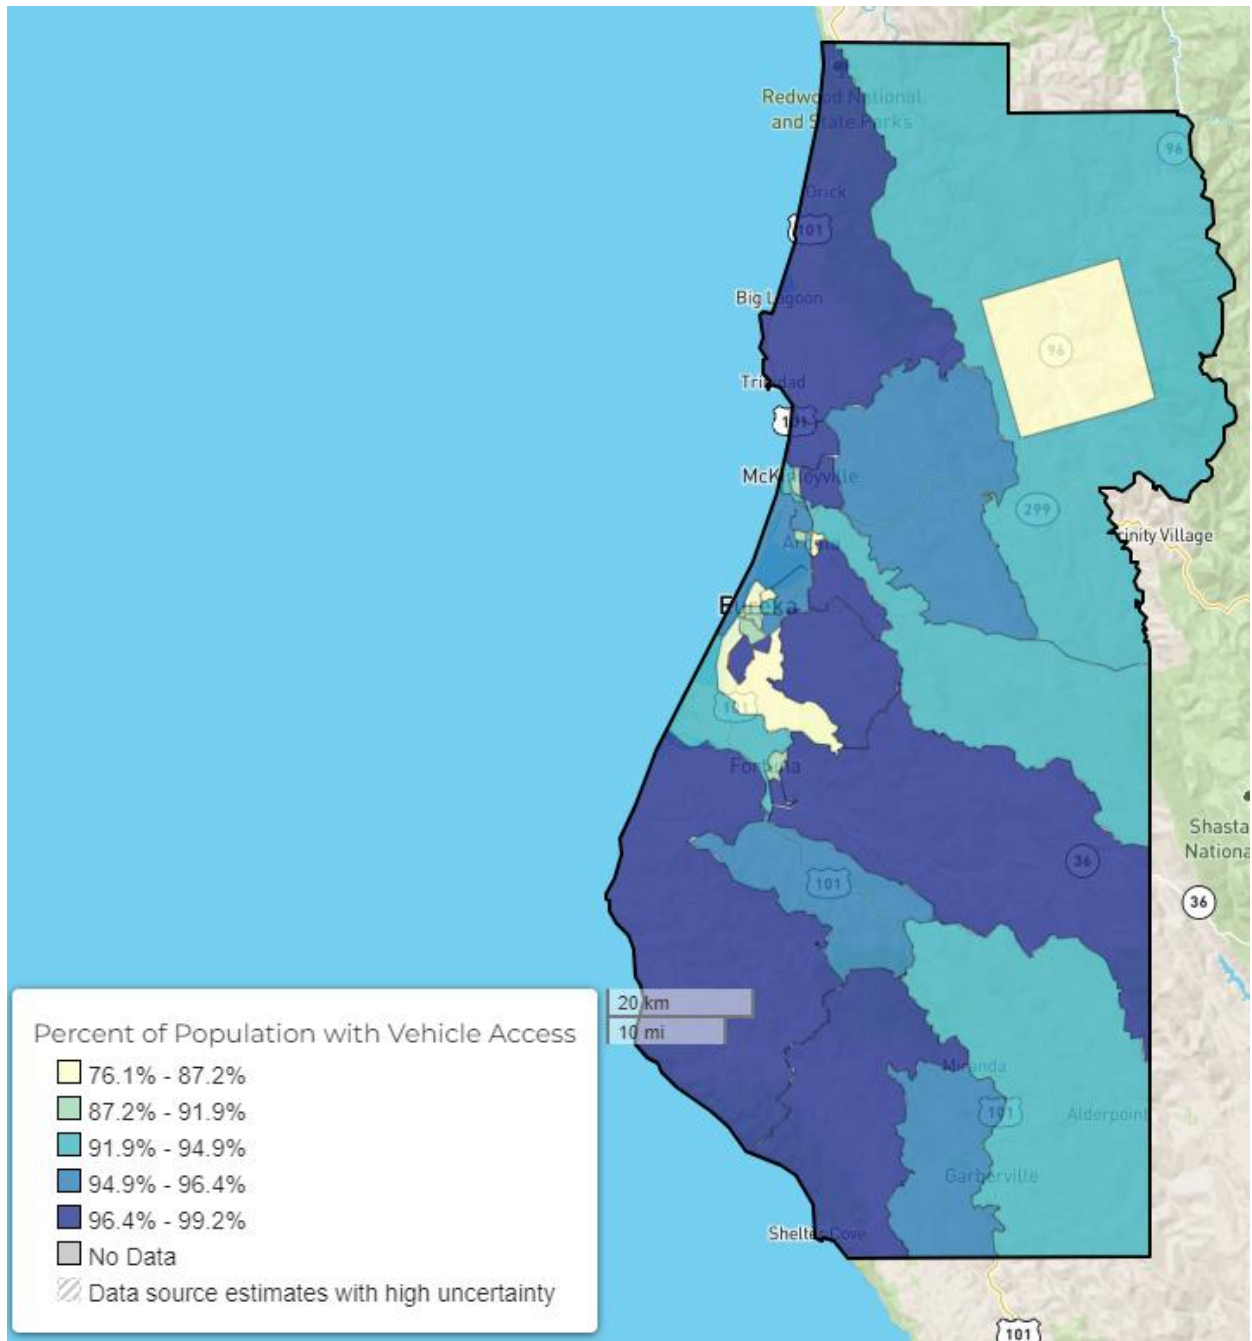 Redwood National
and State Parks
96
Orick
101
Big Lagoon
96
Trinidad
101
McKinleyville
299
Arcata
Trinity Village
Eureka
101
Fortuna
Shasta
Nationa
36
101
36
20 km
10 mi
Miranda
101
Alderpoint
Garberville
Shelter Cove
101
Percent of Population with Vehicle Access
76.1% - 87.2%
87.2% - 91.9%
91.9% - 94.9%
94.9% - 96.4%
96.4% - 99.2%
No Data
Data source estimates with high uncertainty